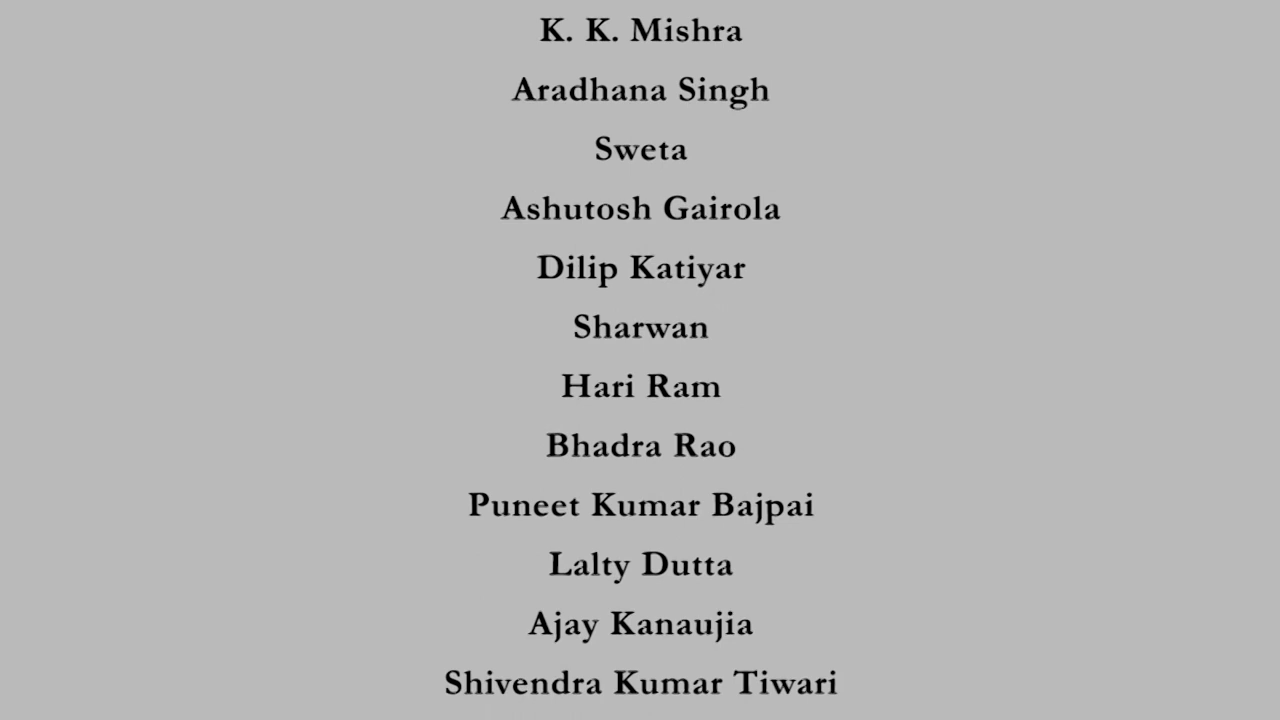 K. K. Mishra
Aradhana Singh
Sweta
Ashutosh Gairola
Dilip Katiyar
Sharwan
Hari Ram
Bhadra Rao
Puneet Kumar Bajpai
Lalty Dutta
Ajay Kanaujia
Shivendra Kumar Tiwari